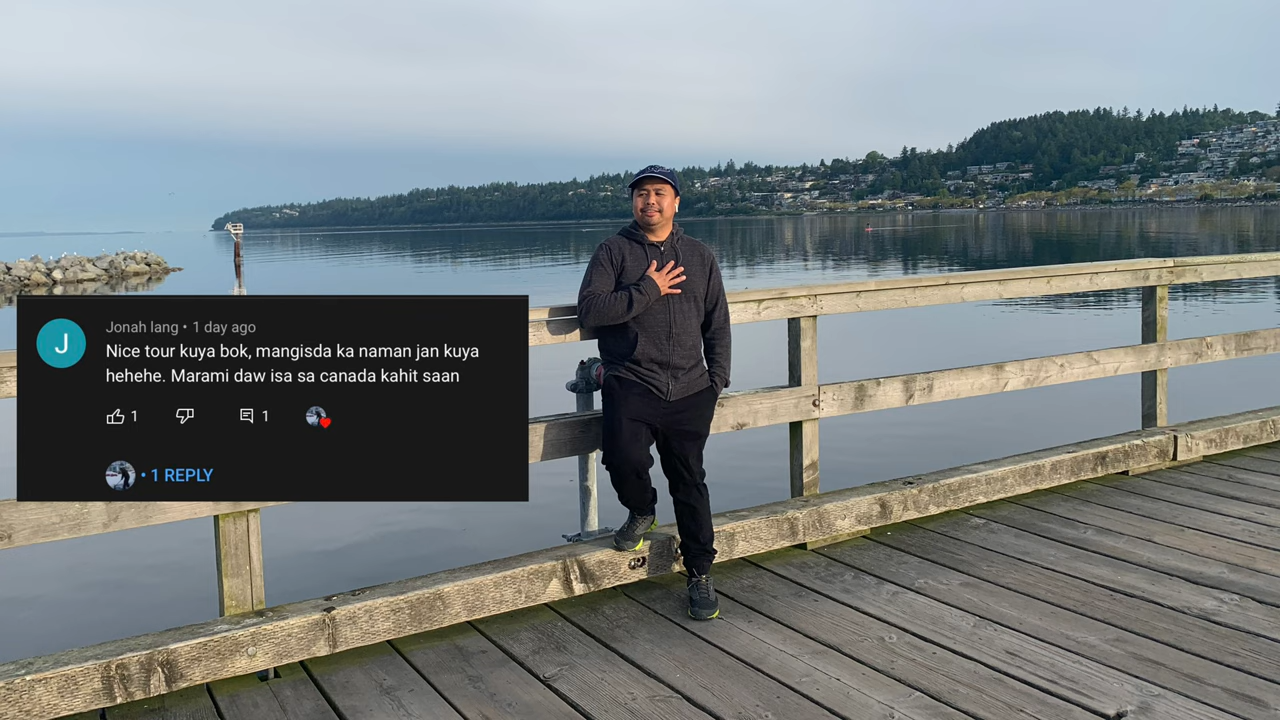 Jonah lang • 1 day ago
J
Nice tour kuya bok, mangisda ka naman jan kuya
hehehe. Marami daw isa sa canada kahit saan
1
1
• 1 REPLY